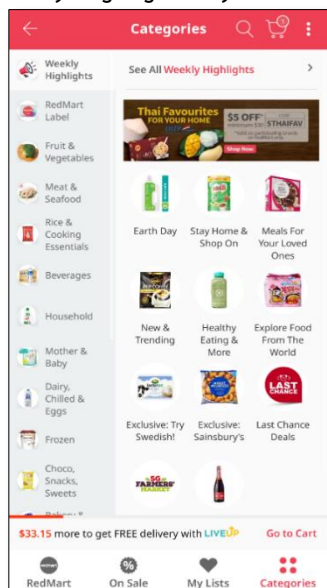 Categories
1
Weekly
Highlights
RedMart
Label
Fruit &
Vegetables
Meat &
Seafood
Rice &
Cooking
Essentials
Beverages
Household
Mother &
Baby
Dairy,
Chilled &
Eggs
Frozen
Choco,
Snacks,
Sweets
See All Weekly Highlights
Thai Favourites
FOR YOUR HOME
$5 OFF*
STHAIFAV
Shop Now
Earth Day
Stay Home &
Shop On
Meals For
Your Loved
Ones
New &
Trending
Healthy
Eating &
More
Explore Food
From The
World
LAST
CHANCE
Exclusive: Try
Swedish!
Exclusive:
Sainsbury's
Last Chance
Deals
SG
FARMERS'
MARKET
$33.15 more to get FREE delivery with LIVEUP
Go to Cart
RedMart
On Sale
My Lists
Categories